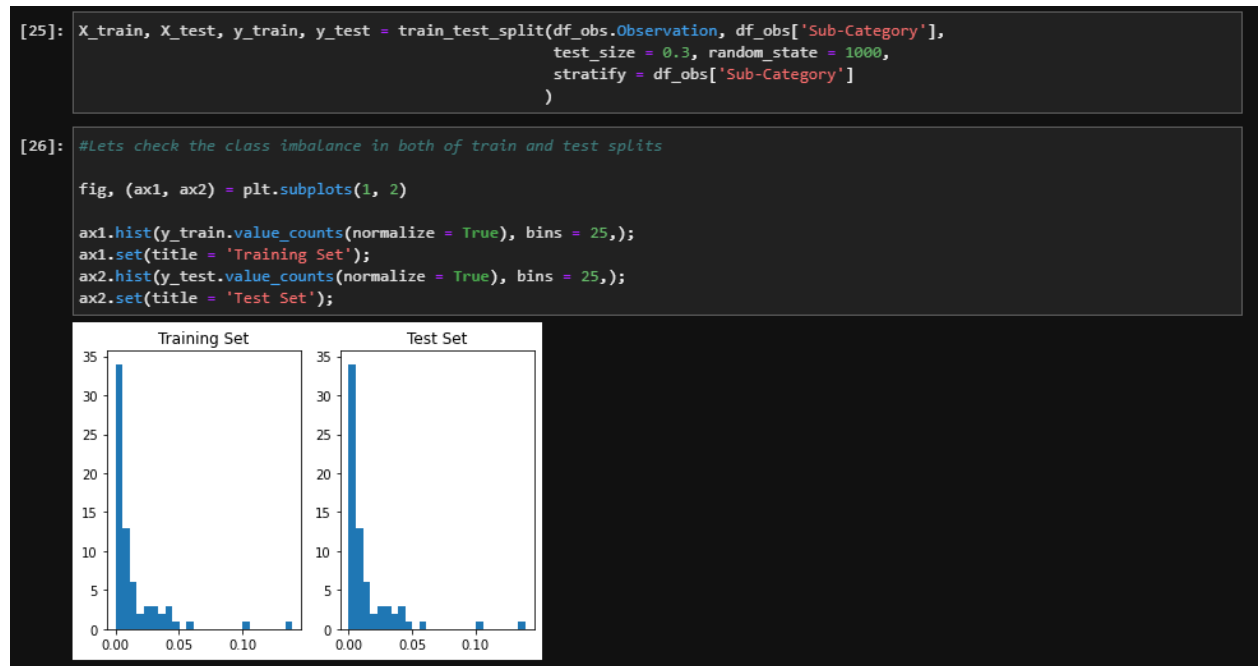 [25]: X_train, X_test, y_train, y_test = train_test_split(df_obs.Observation, df_obs['Sub-Category'],
test_size = 0.3, random_state = 1000,
stratify = df_obs['Sub-Category']
)
[26]: #Lets check the class imbalance in both of train and test splits
fig, (ax1, ax2) = plt.subplots(1, 2)
ax1.hist(y_train.value_counts(normalize = True), bins = 25,);
ax1.set(title = 'Training Set');
ax2.hist(y_test.value_counts(normalize = True), bins = 25,);
ax2.set(title = 'Test Set');
Training Set
35
30
25
20
15
10
5
0
0.00 0.05 0.10
Test Set
35
30
25
20
15
10
5
0
0.00 0.05 0.10